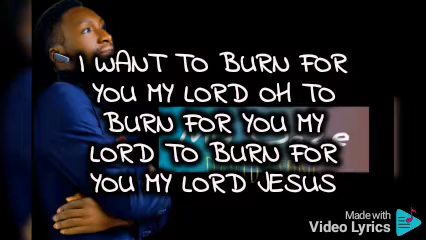 I WANT TO BURN FOR
YOU MY LORD OH TO
BURN FOR YOU MY
LORD TO BURN FOR
YOU MY LORD JESUS
Made with
Video Lyrics